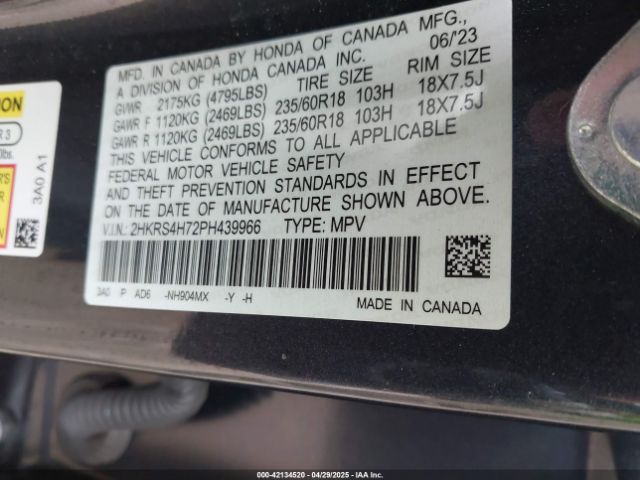 MFD. IN CANADA BY HONDA OF CANADA MFG.,
A DIVISION OF HONDA CANADA INC. 06/'23
GVWR 2175KG (4795LBS) TIRE SIZE RIM SIZE
GAWR F 1120KG (2469LBS) 235/60R18 103H 18X7.5J
GAWR R 1120KG (2469LBS) 235/60R18 103H 18X7.5J
THIS VEHICLE CONFORMS TO ALL APPLICABLE
FEDERAL MOTOR VEHICLE SAFETY
AND THEFT PREVENTION STANDARDS IN EFFECT
ON THE DATE OF MANUFACTURE SHOWN ABOVE.
V.I.N.: 2HKRS4H72PH439966 TYPE: MPV
3A0 P AD6 -NH904MX -Y -H
MADE IN CANADA
3A0 A1
000-42134520 | 04/29/2025 | IAA Inc.